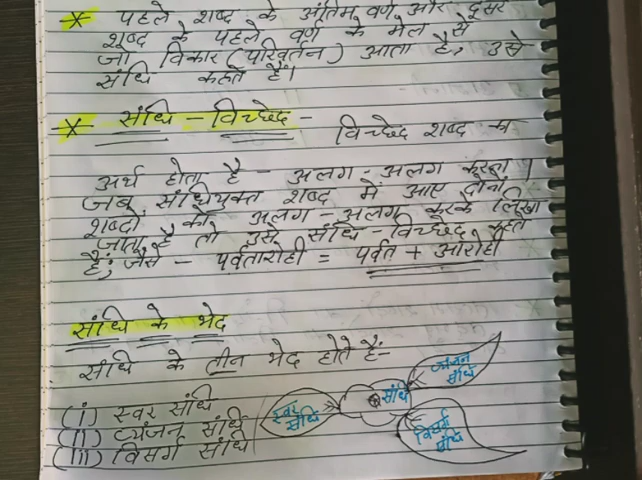 * पहले शब्द के अंतिम वर्ण और दूसरे
शब्द के पहले वर्ण के मेल से
जो विकार (परिवर्तन) आता है, उसे
संधि कहते हैं।
* संधि - विच्छेद - विच्छेद शब्द का
अर्थ होता है - अलग - अलग करना।
जब संधियुक्त शब्द में आए दोनों
शब्दों को अलग - अलग करके लिखा
जाता है तो उसे संधि - विच्छेद कहते
हैं; जैसे - पर्वतारोही = पर्वत + आरोही
संधि के भेद
संधि के तीन भेद होते हैं-
(i) स्वर संधि
(ii) व्यंजन संधि
(iii) विसर्ग संधि
स्वर
संधि
संधि
व्यंजन
संधि
विसर्ग
संधि